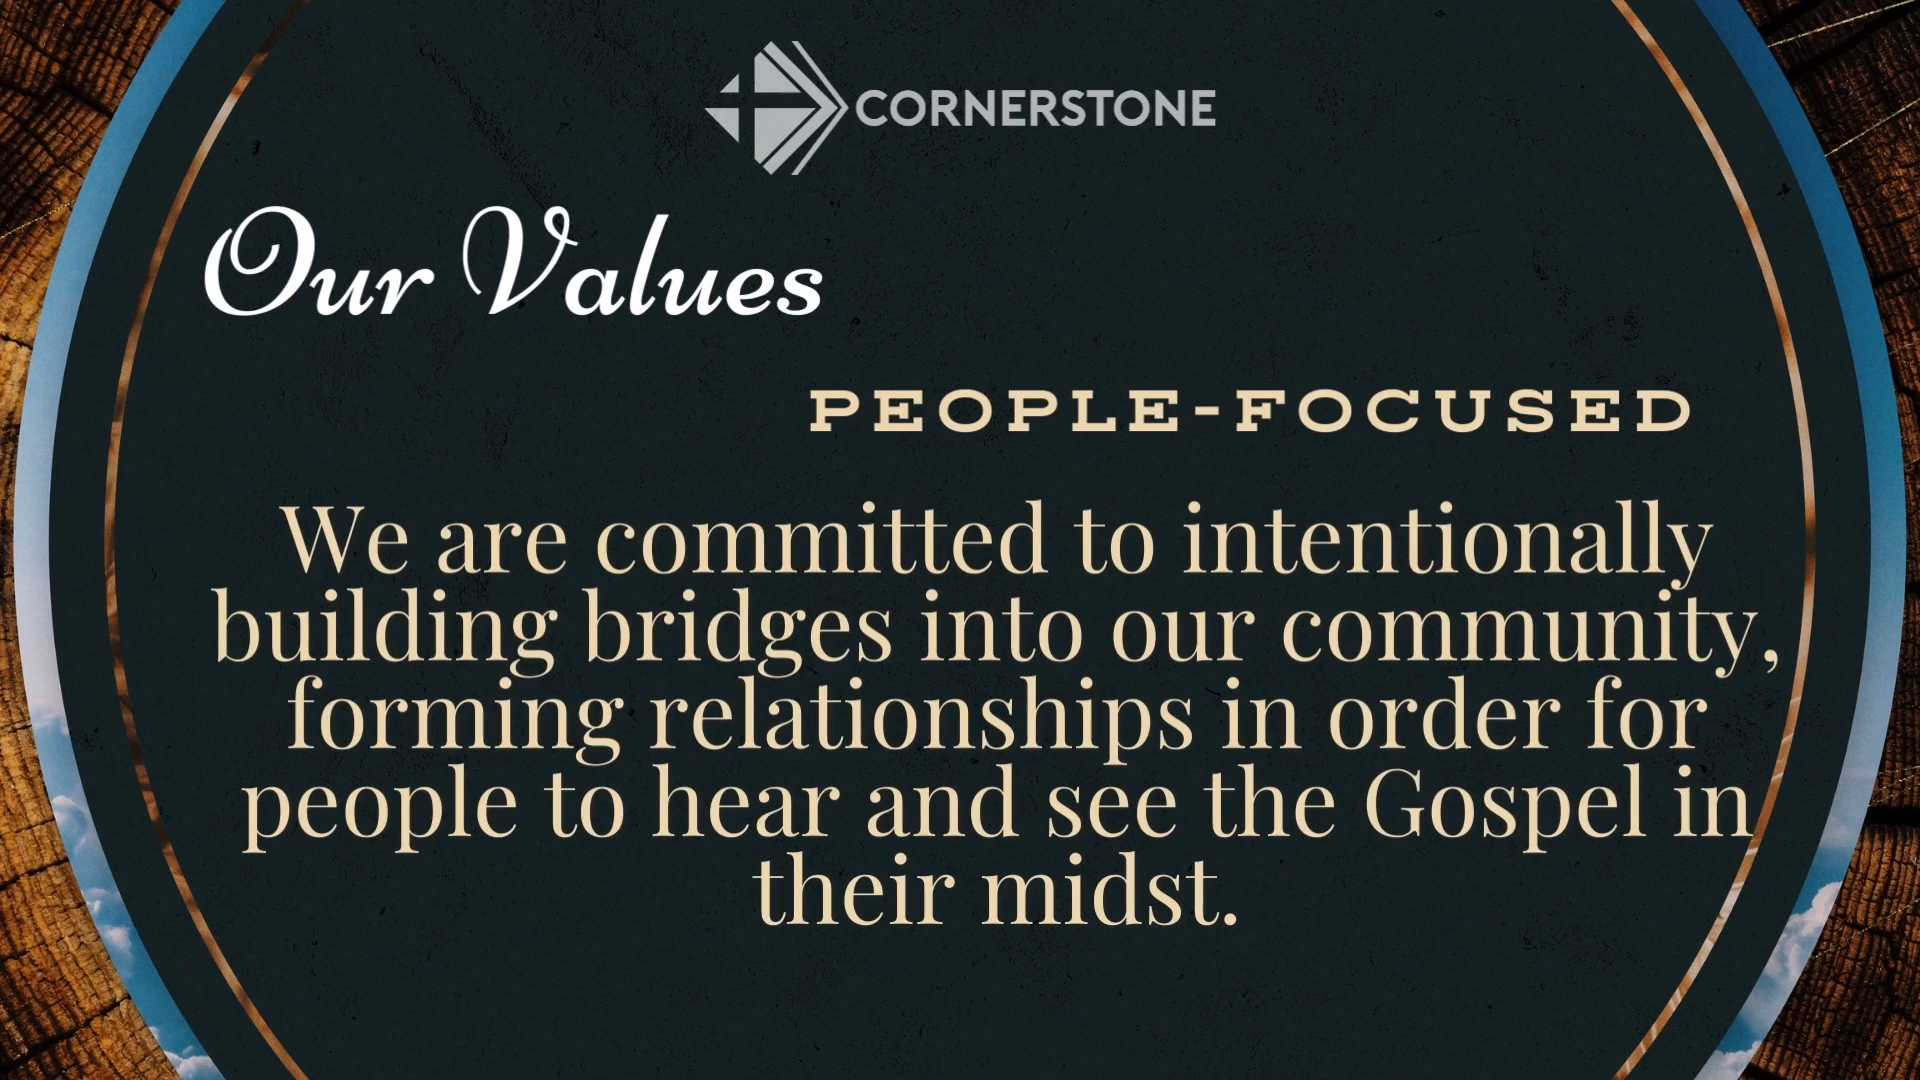 CORNERSTONE
Our Values
PEOPLE-FOCUSED
We are committed to intentionally
building bridges into our community,
forming relationships in order for
people to hear and see the Gospel in
their midst.